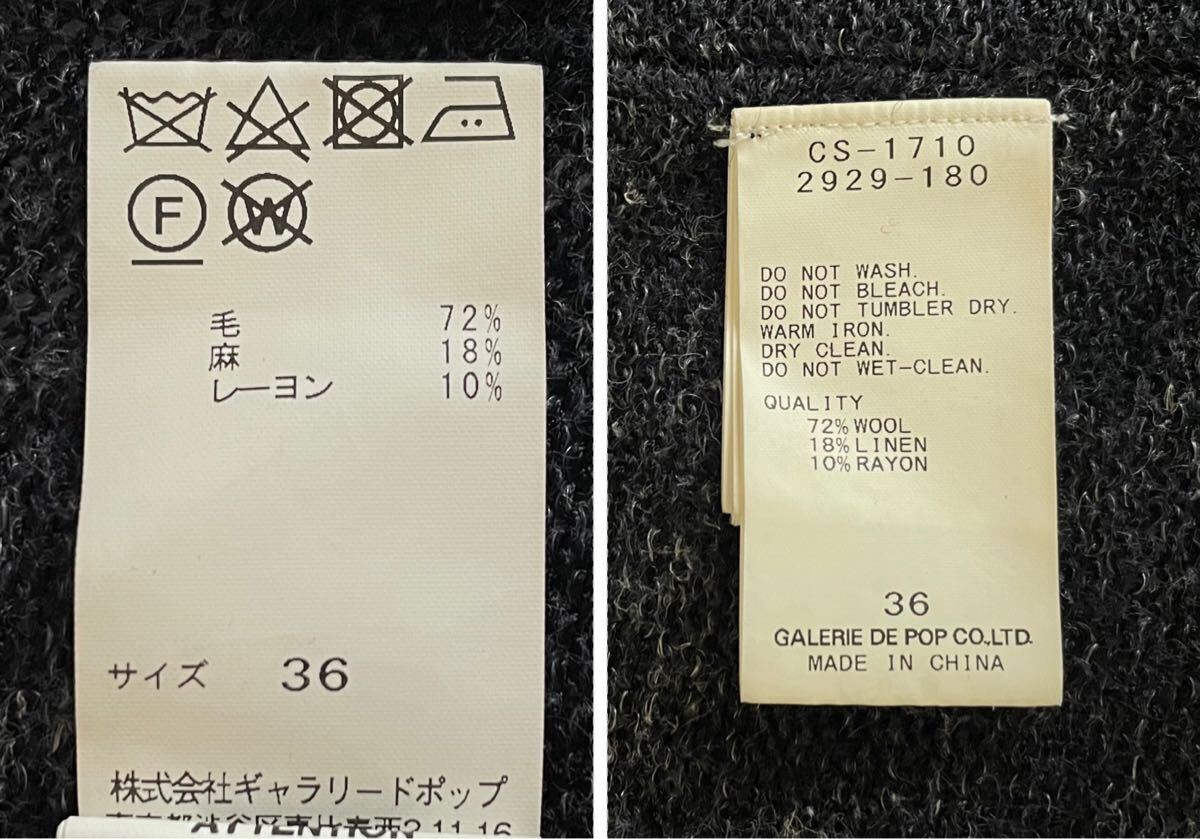 F W
毛 72%
麻 18%
レーヨン 10%
サイズ 36
株式会社ギャラリードポップ
2-11-16
CS-1710
2929-180
DO NOT WASH.
DO NOT BLEACH.
DO NOT TUMBLER DRY.
WARM IRON.
DRY CLEAN.
DO NOT WET-CLEAN.
QUALITY
72% WOOL
18% LINEN
10% RAYON
36
GALERIE DE POP CO.,LTD.
MADE IN CHINA